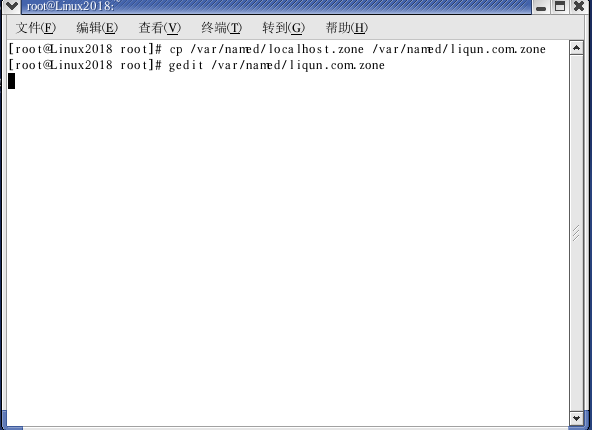 root@Linux2018:~
文件(F) 编辑(E) 查看(V) 终端(T) 转到(G) 帮助(H)
[root@Linux2018 root]# cp /var/named/localhost.zone /var/named/liqun.com.zone
[root@Linux2018 root]# gedit /var/named/liqun.com.zone